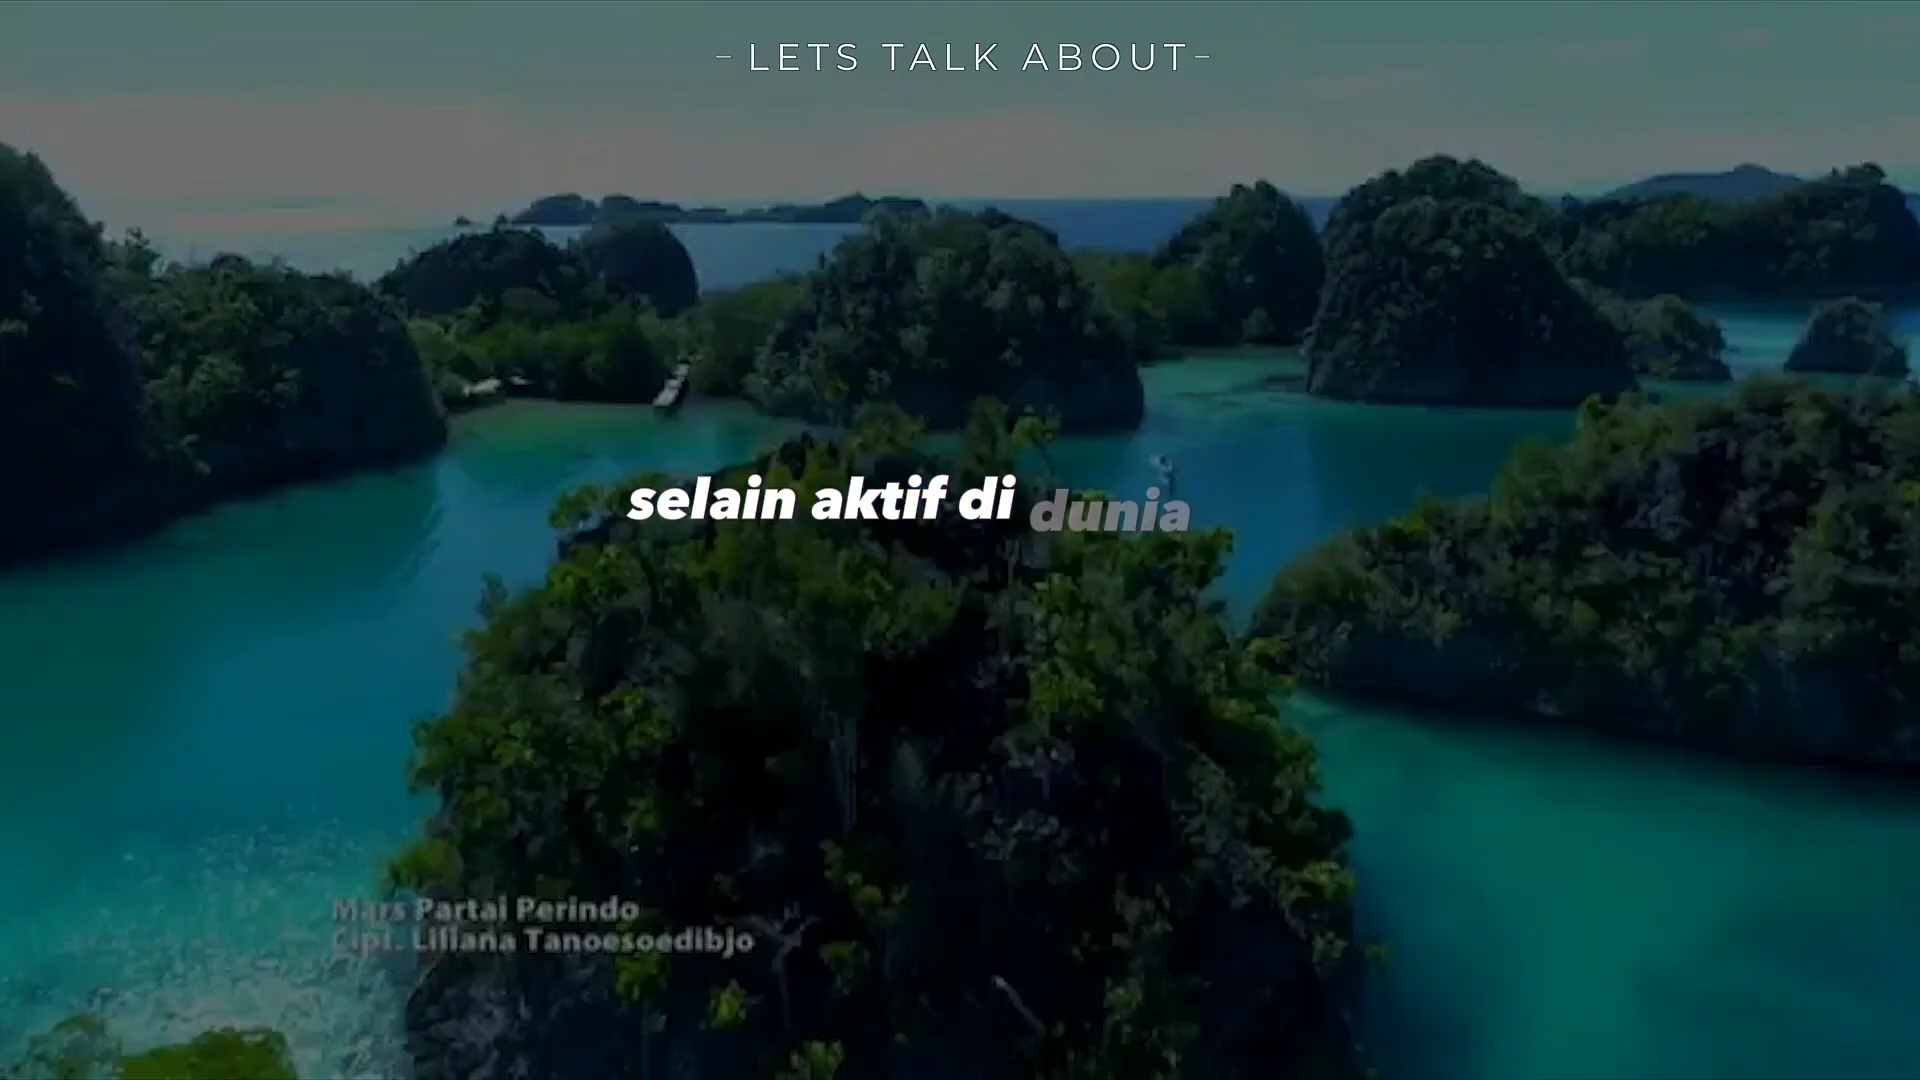 - LETS TALK ABOUT-
selain aktif di dunia
Mars Partai Perindo
Cipt. Liliana Tanoesoedibjo